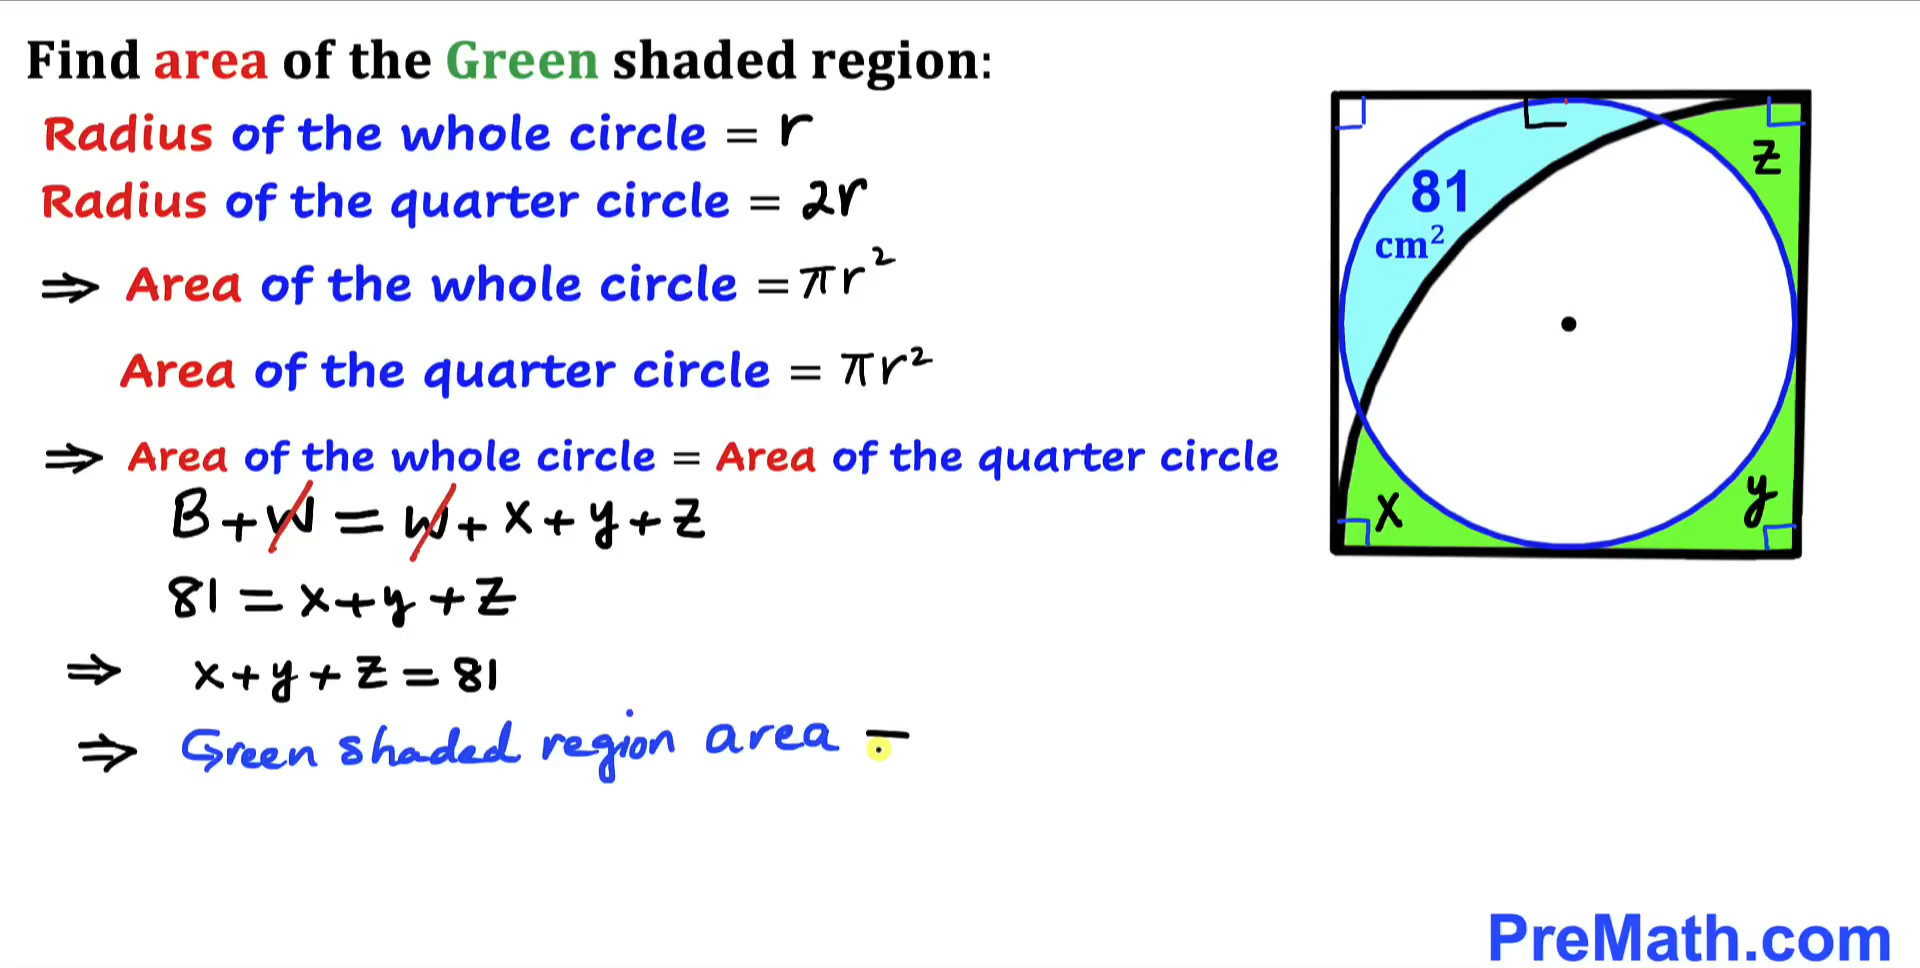 Find area of the Green shaded region:
Radius of the whole circle = r
Radius of the quarter circle = 2r
⇒ Area of the whole circle = πr²
Area of the quarter circle = πr²
⇒ Area of the whole circle = Area of the quarter circle
B + W = W + x + y + z
81 = x + y + z
⇒ x + y + z = 81
⇒ Green shaded region area =
81
cm²
z
x
y
PreMath.com